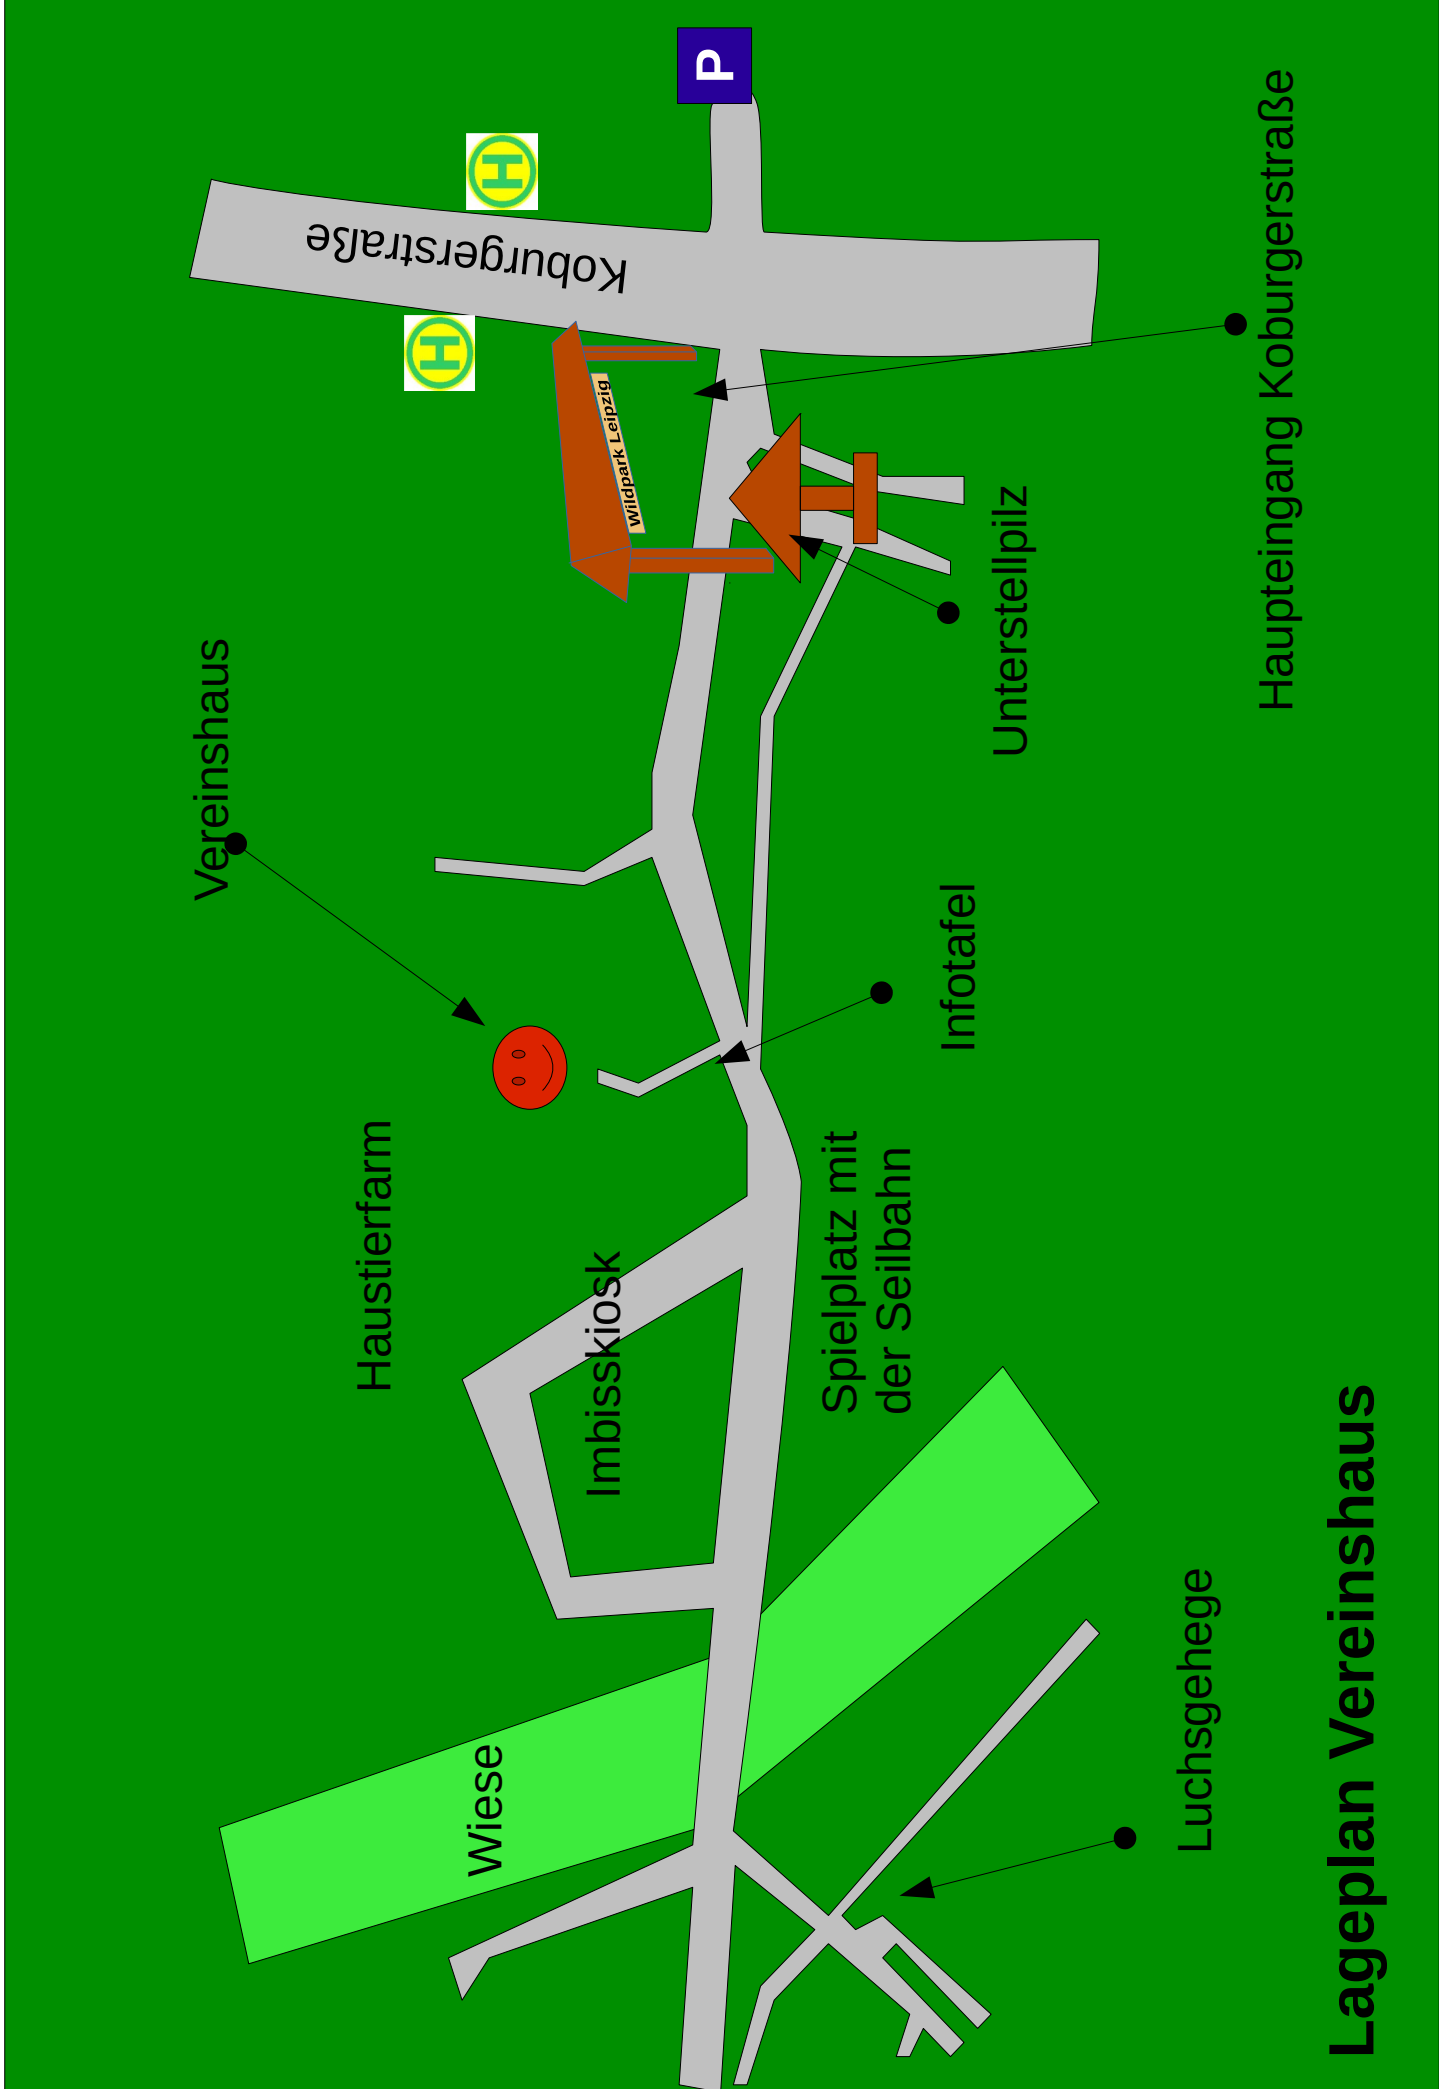 P
H
H
Koburgerstraße
Wildpark Leipzig
Haupteingang Koburgerstraße
Unterstellpilz
Vereinshaus
Infotafel
Haustierfarm
Imbisskiosk
Spielplatz mit
der Seilbahn
Wiese
Luchsgehege
Lageplan Vereinshaus